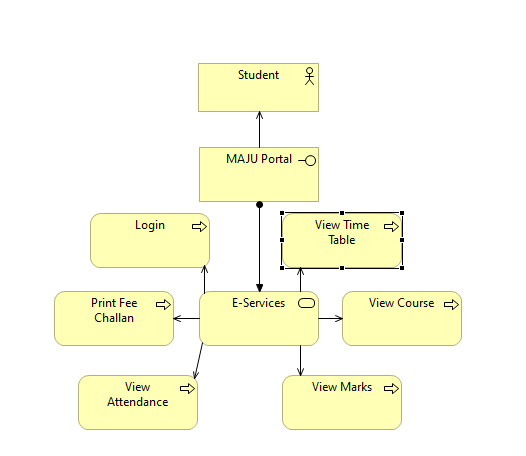 Student
MAJU Portal
Login
View Time
Table
Print Fee
Challan
E-Services
View Course
View
Attendance
View Marks